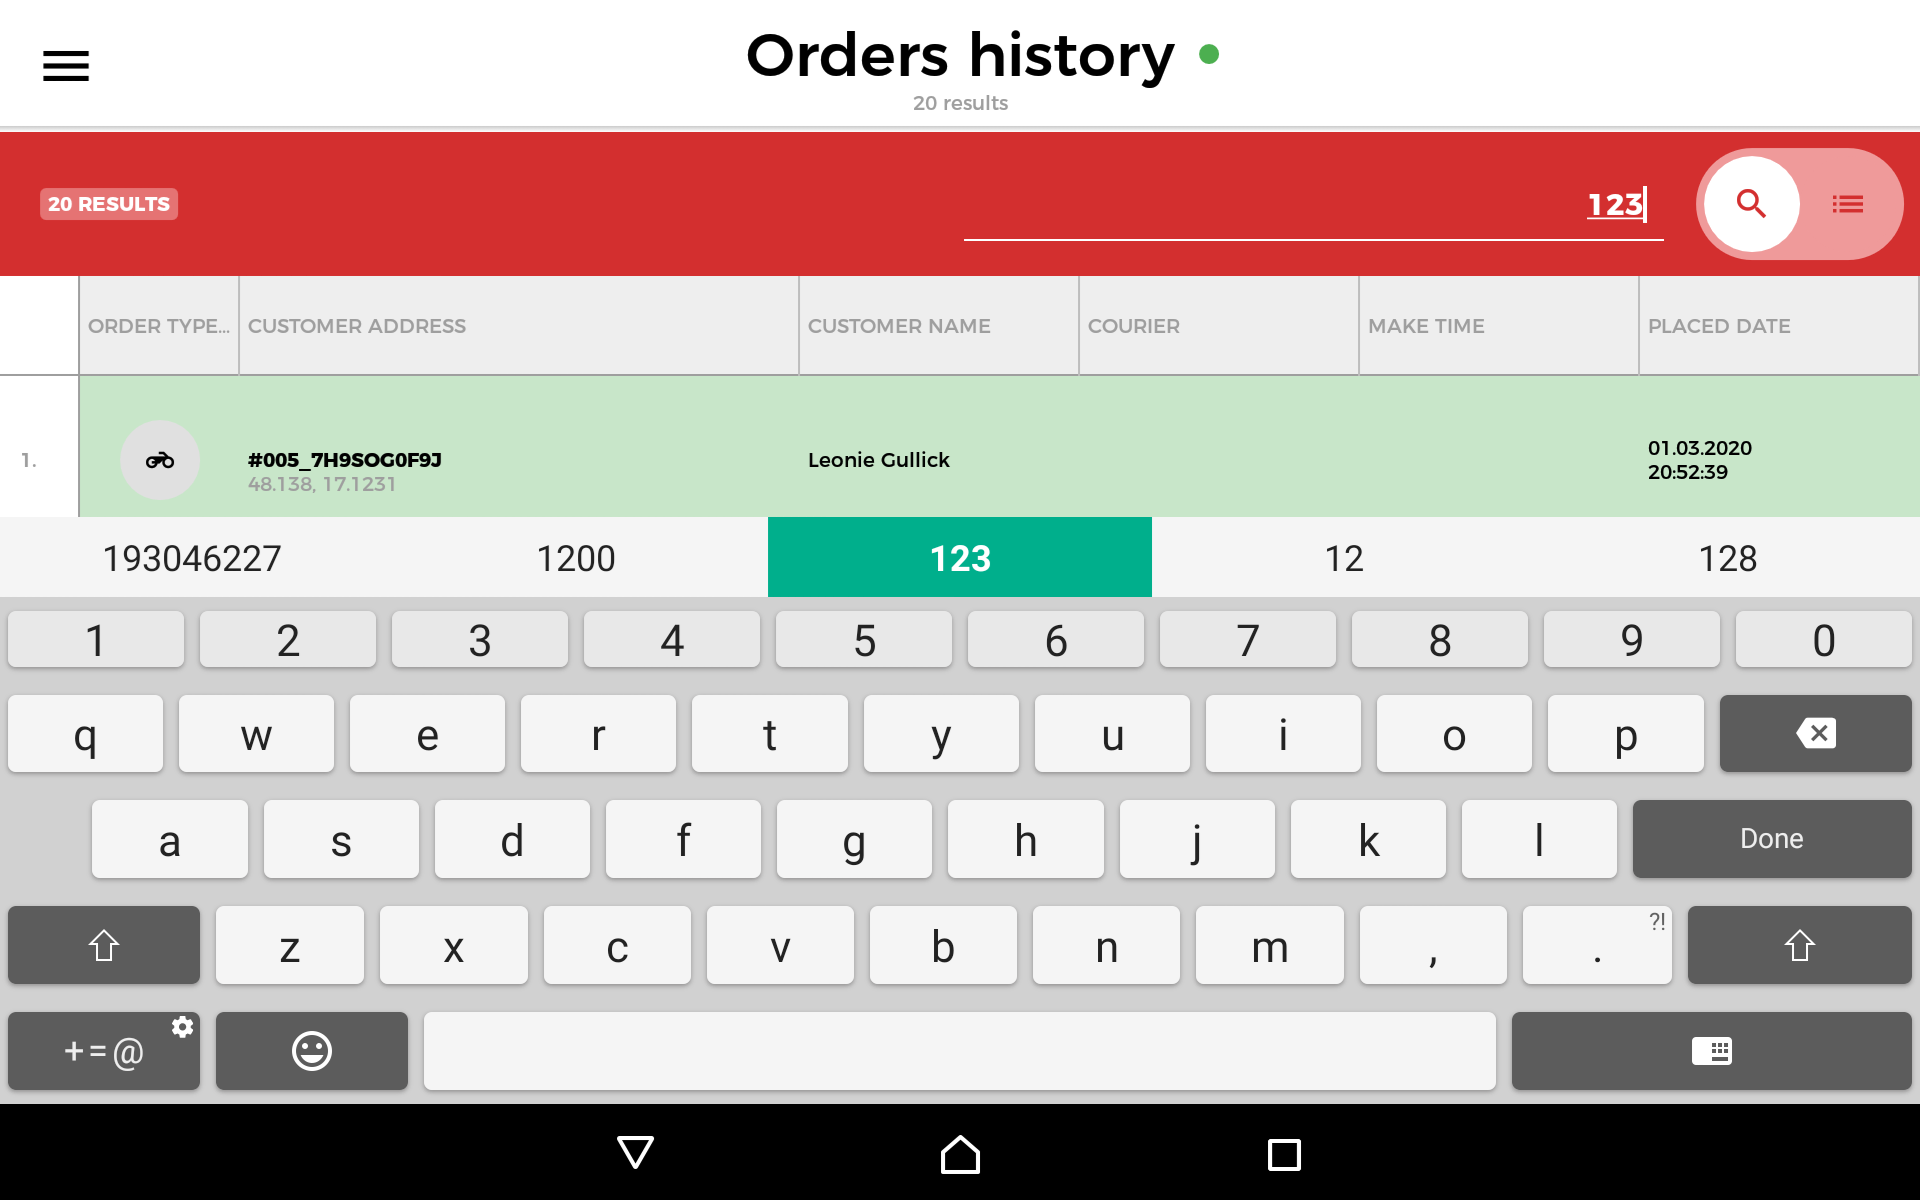 Orders history
20 results
20 RESULTS
123
ORDER TYPE... CUSTOMER ADDRESS CUSTOMER NAME COURIER MAKE TIME PLACED DATE
1. #005_7H9SOG0F9J Leonie Gullick 01.03.2020
48.138, 17.1231 20:52:39
193046227 1200 123 12 128
1 2 3 4 5 6 7 8 9 0
q w e r t y u i o p
a s d f g h j k l Done
z x c v b n m , . ?!
+=@